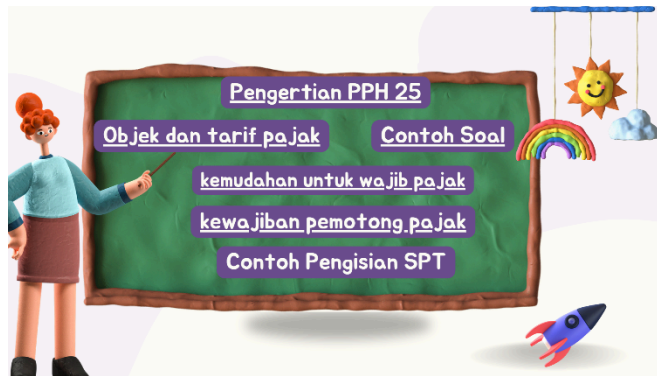 Pengertian PPH 25
Objek dan tarif pajak
Contoh Soal
kemudahan untuk wajib pajak
kewajiban pemotong pajak
Contoh Pengisian SPT